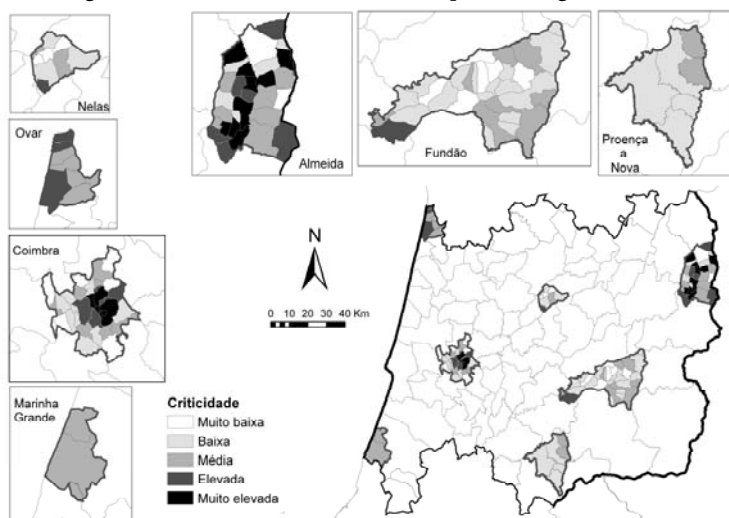 Nelas
Ovar
Almeida
Fundão
Proença
a
Nova
Coimbra
Marinha
Grande
N
0 5 10 20 30 40 Km
Criticidade
Muito baixa
Baixa
Média
Elevada
Muito elevada